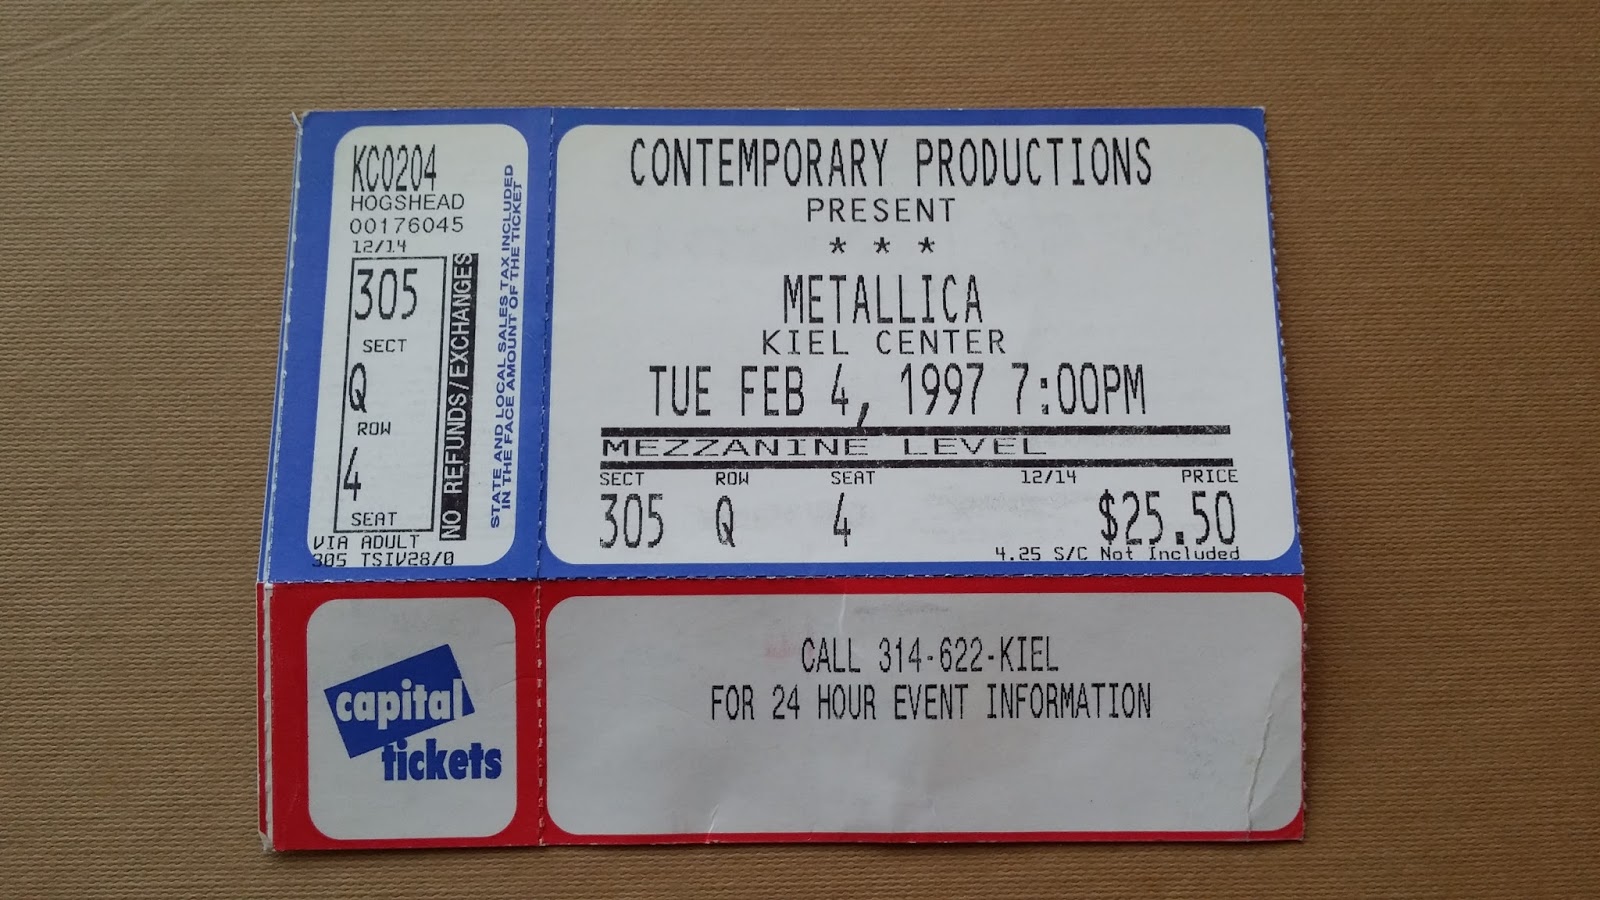 KC0204
HOGSHEAD
00176045
12/14
305
SECT
Q
ROW
4
SEAT
VIA ADULT
305 TSIV28/0
NO REFUNDS/EXCHANGES
STATE AND LOCAL SALES TAX INCLUDED
IN THE FACE AMOUNT OF THE TICKET
CONTEMPORARY PRODUCTIONS
PRESENT
* * *
METALLICA
KIEL CENTER
TUE FEB 4, 1997 7:00PM
MEZZANINE LEVEL
SECT ROW SEAT 12/14 PRICE
305 Q 4 $25.50
4.25 S/C Not Included
capital
tickets
CALL 314-622-KIEL
FOR 24 HOUR EVENT INFORMATION